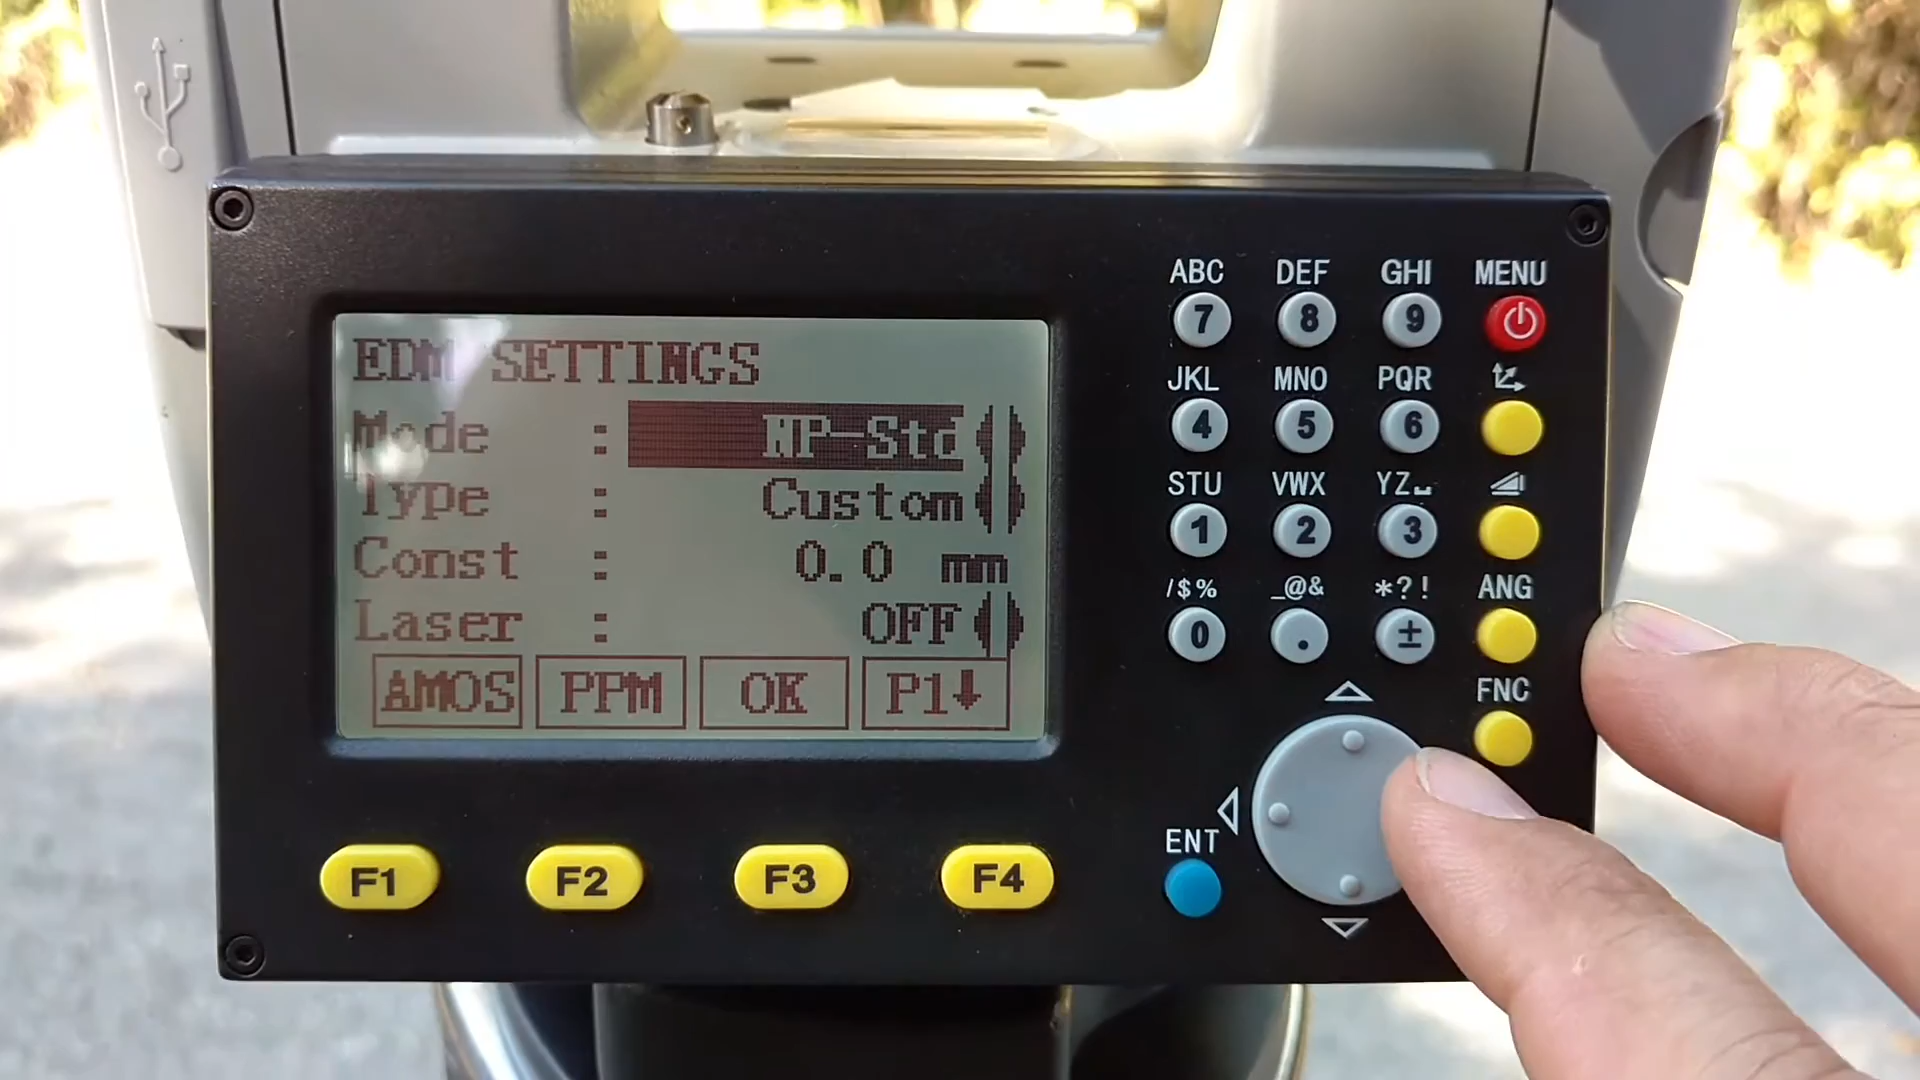 EDM SETTINGS
Mode : NP-Std
Type : Custom
Const : 0.0 mm
Laser : OFF
AMOS PPM OK P1↓
F1 F2 F3 F4
ABC DEF GHI MENU
7 8 9
JKL MNO PQR
4 5 6
STU VWX YZ␣
1 2 3
/$% _@& *?! ANG
0 . ±
FNC
ENT